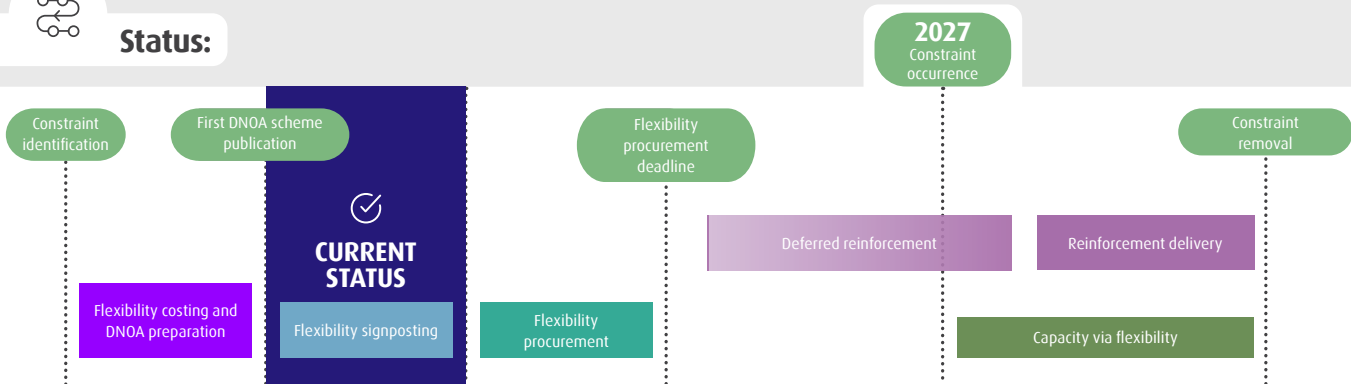 Status:
2027
Constraint
occurrence
Constraint
identification
First DNOA scheme
publication
Flexibility
procurement
deadline
Constraint
removal
CURRENT
STATUS
Deferred reinforcement
Reinforcement delivery
Flexibility costing and
DNOA preparation
Flexibility signposting
Flexibility
procurement
Capacity via flexibility